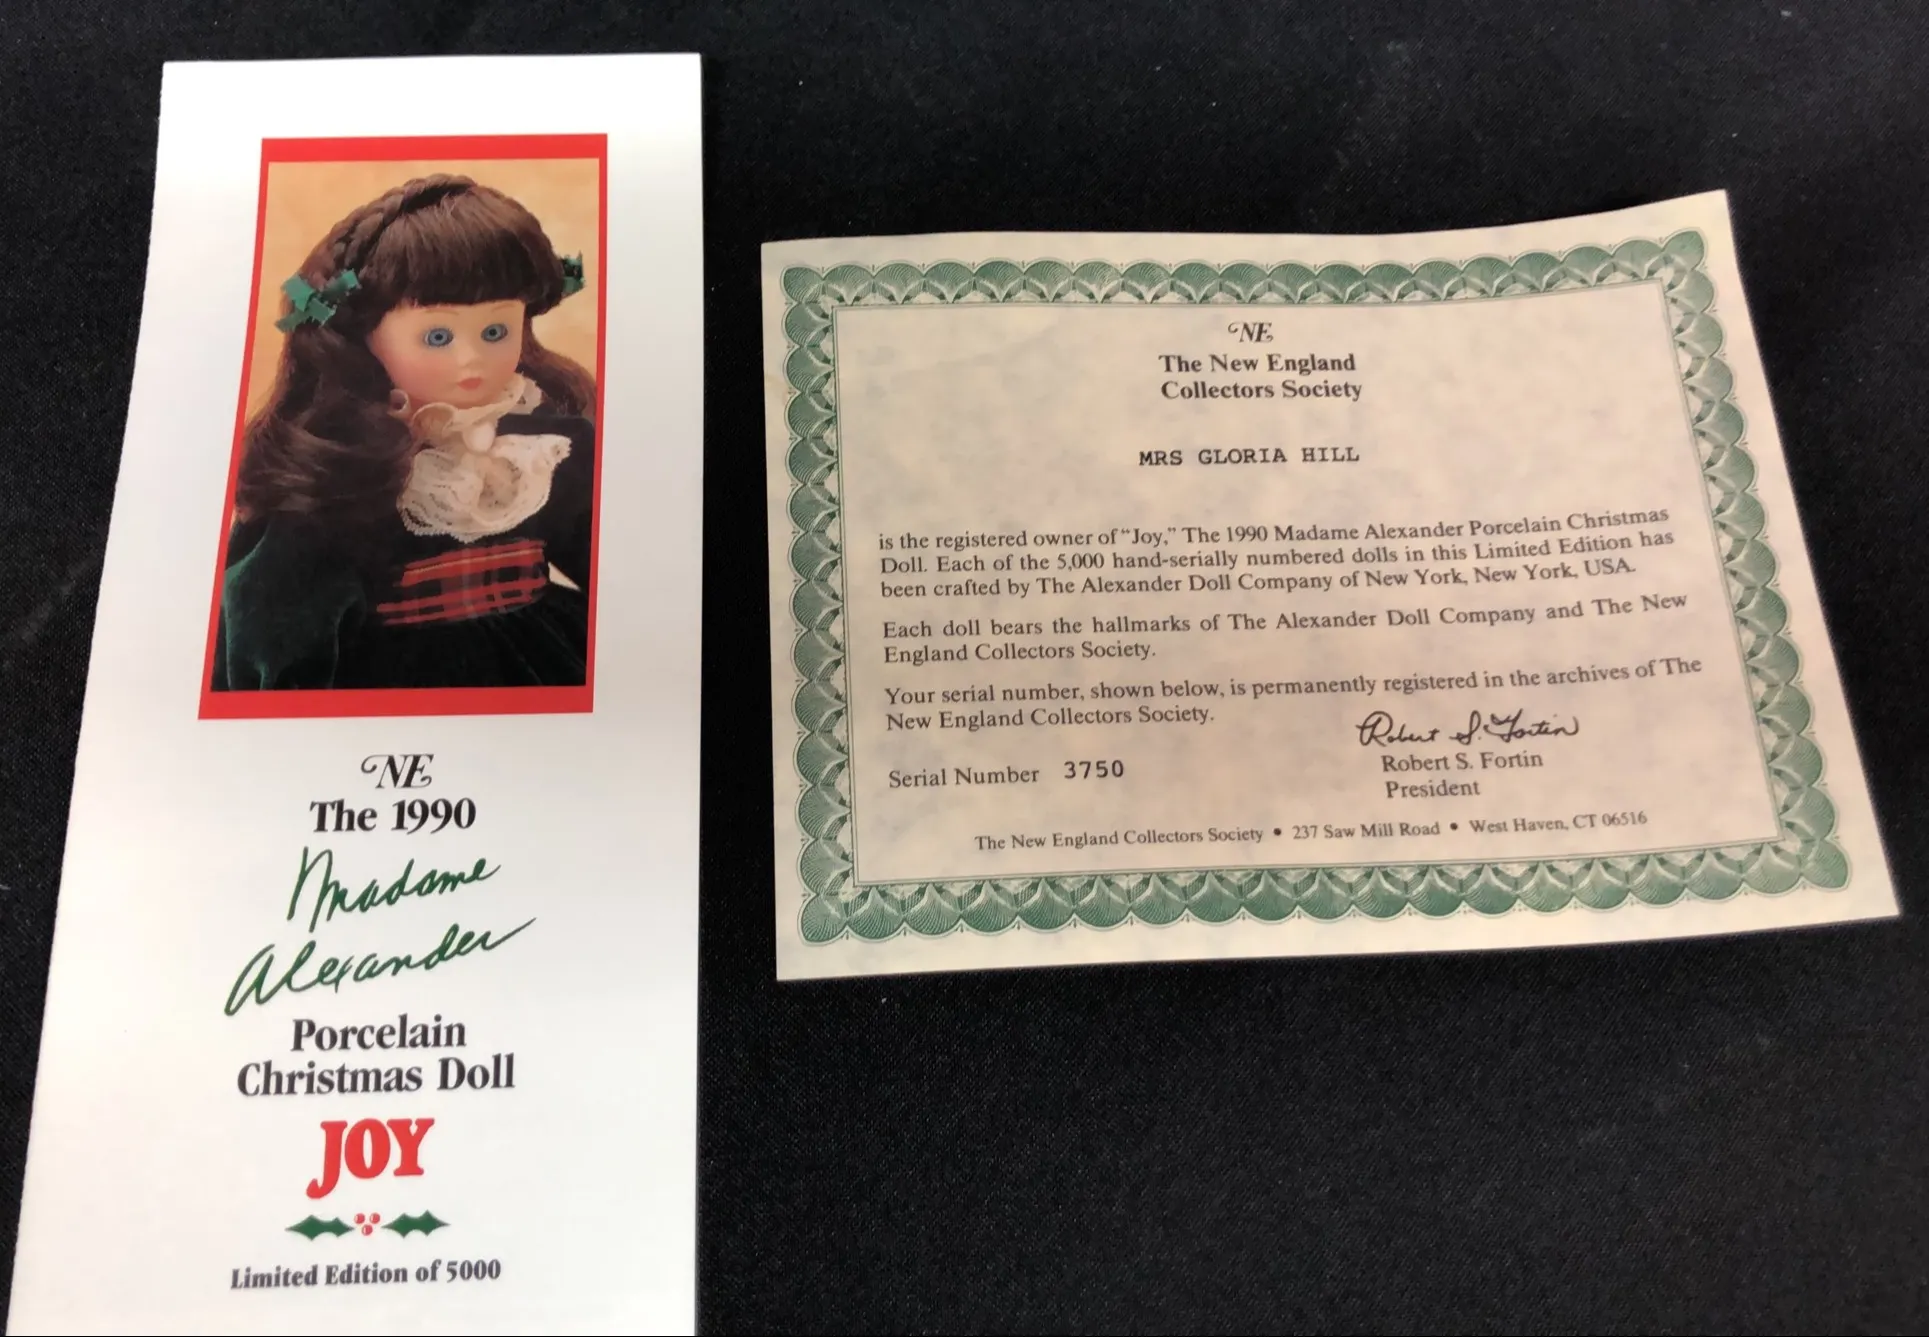 NE
The 1990
Madame
Alexander
Porcelain
Christmas Doll
JOY
Limited Edition of 5000
NE
The New England
Collectors Society
MRS GLORIA HILL
is the registered owner of "Joy," The 1990 Madame Alexander Porcelain Christmas
Doll. Each of the 5,000 hand-serially numbered dolls in this Limited Edition has
been crafted by The Alexander Doll Company of New York, New York, USA.
Each doll bears the hallmarks of The Alexander Doll Company and The New
England Collectors Society.
Your serial number, shown below, is permanently registered in the archives of The
New England Collectors Society.
Robert S. Fortin
Robert S. Fortin
President
Serial Number 3750
The New England Collectors Society • 237 Saw Mill Road • West Haven, CT 06516